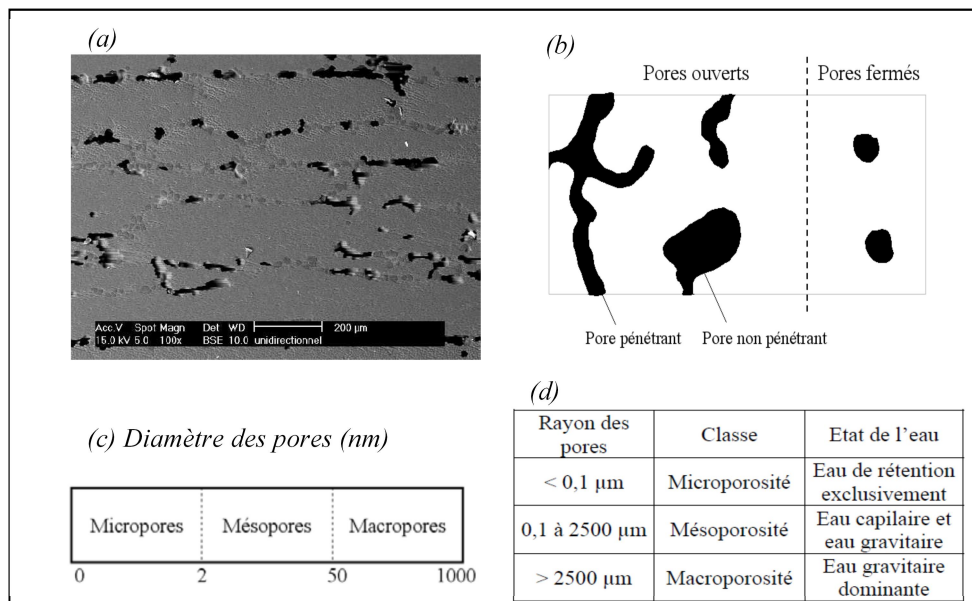 (a)
Acc.V Spot Magn Det WD 200 µm
15.0 kV 5.0 100x BSE 10.0 unidirectionnel
(b)
Pores ouverts Pores fermés
Pore pénétrant Pore non pénétrant
(c) Diamètre des pores (nm)
Micropores Mésopores Macropores
0 2 50 1000
(d)
Rayon des
pores
Classe
Etat de l’eau
< 0,1 µm
Microporosité
Eau de rétention
exclusivement
0,1 à 2500 µm
Mésoporosité
Eau capilaire et
eau gravitaire
> 2500 µm
Macroporosité
Eau gravitaire
dominante